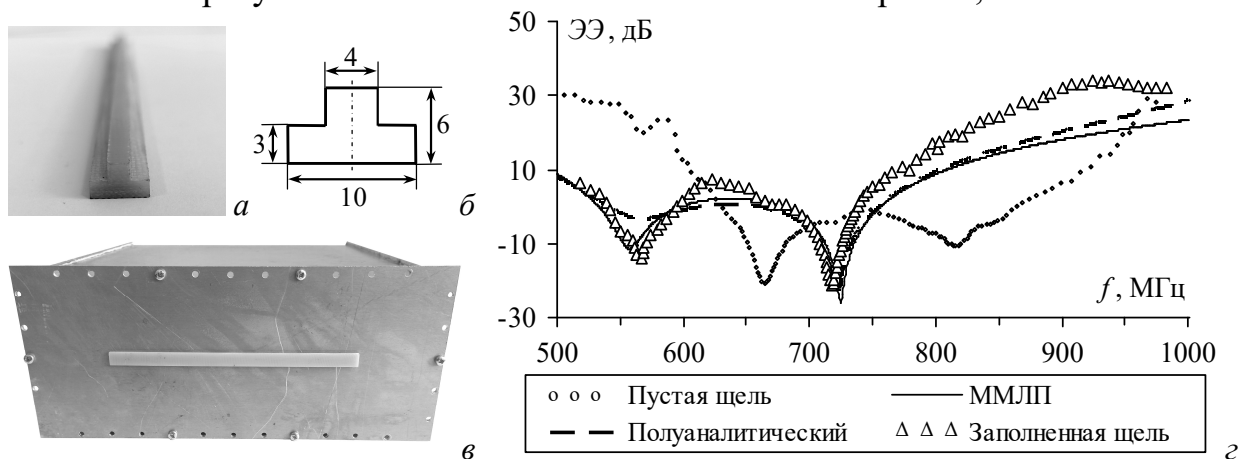 50
ЭЭ, дБ
30
10
-10
-30
500 600 700 800 900 1000
f, МГц
4
3
6
10
а
б
в
г
Пустая щель
ММЛП
Полуаналитический
Заполненная щель